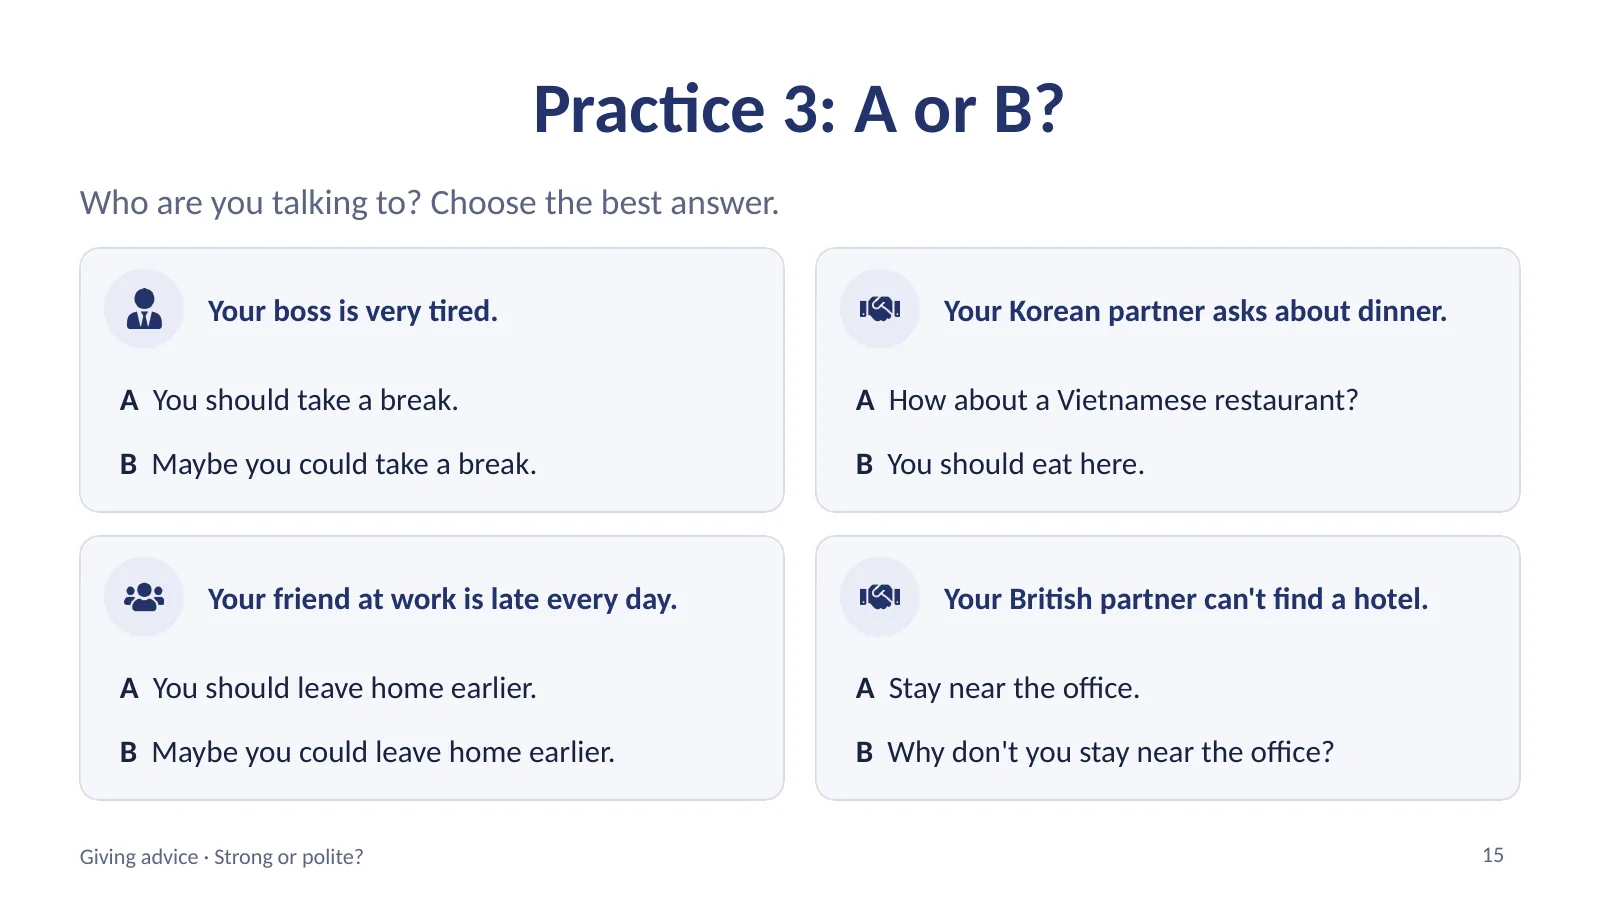 Practice 3: A or B?
Who are you talking to? Choose the best answer.
Your boss is very tired.
A You should take a break.
B Maybe you could take a break.
Your Korean partner asks about dinner.
A How about a Vietnamese restaurant?
B You should eat here.
Your friend at work is late every day.
A You should leave home earlier.
B Maybe you could leave home earlier.
Your British partner can't find a hotel.
A Stay near the office.
B Why don't you stay near the office?
Giving advice · Strong or polite?
15